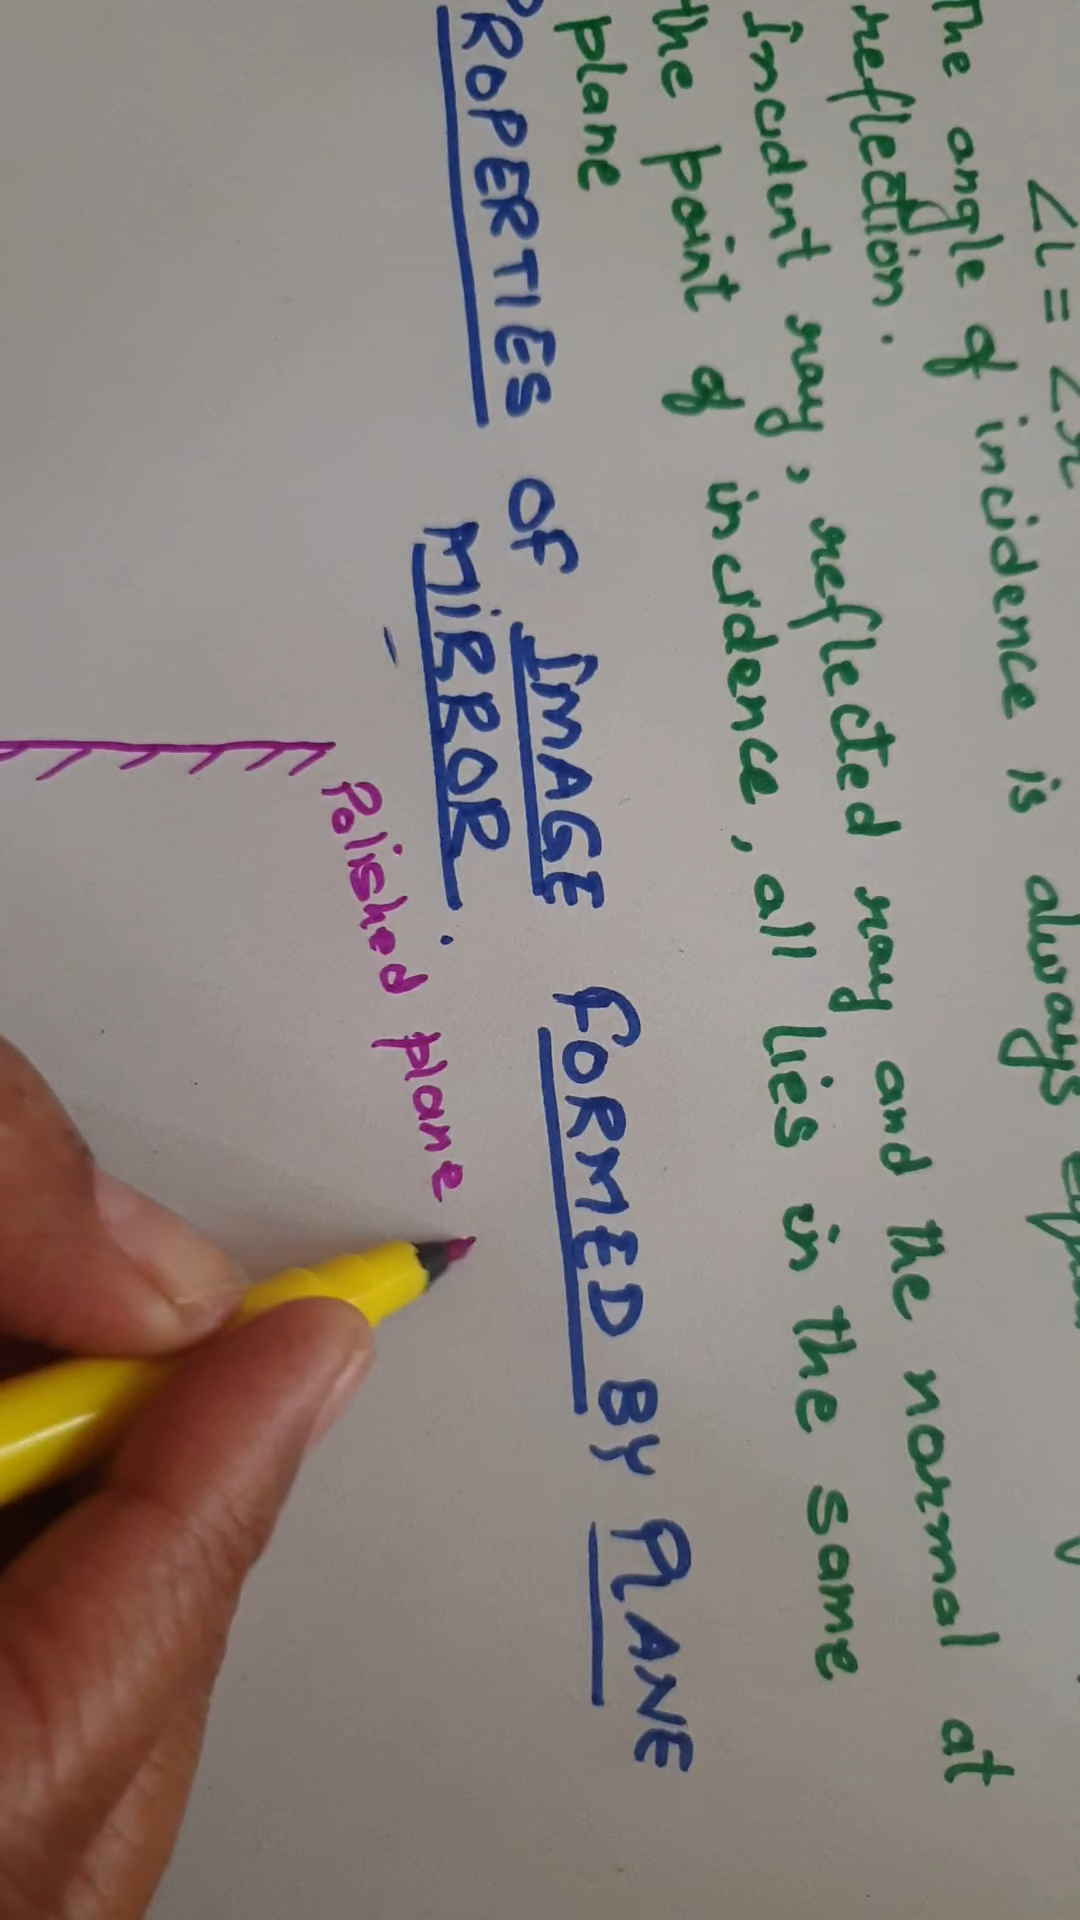 ∠i = ∠r
The angle of incidence is always
reflection.
Incident ray, reflected ray and the normal at
the point of incidence, all lies in the same
plane
PROPERTIES OF IMAGE FORMED BY PLANE
MIRROR.
Polished plane